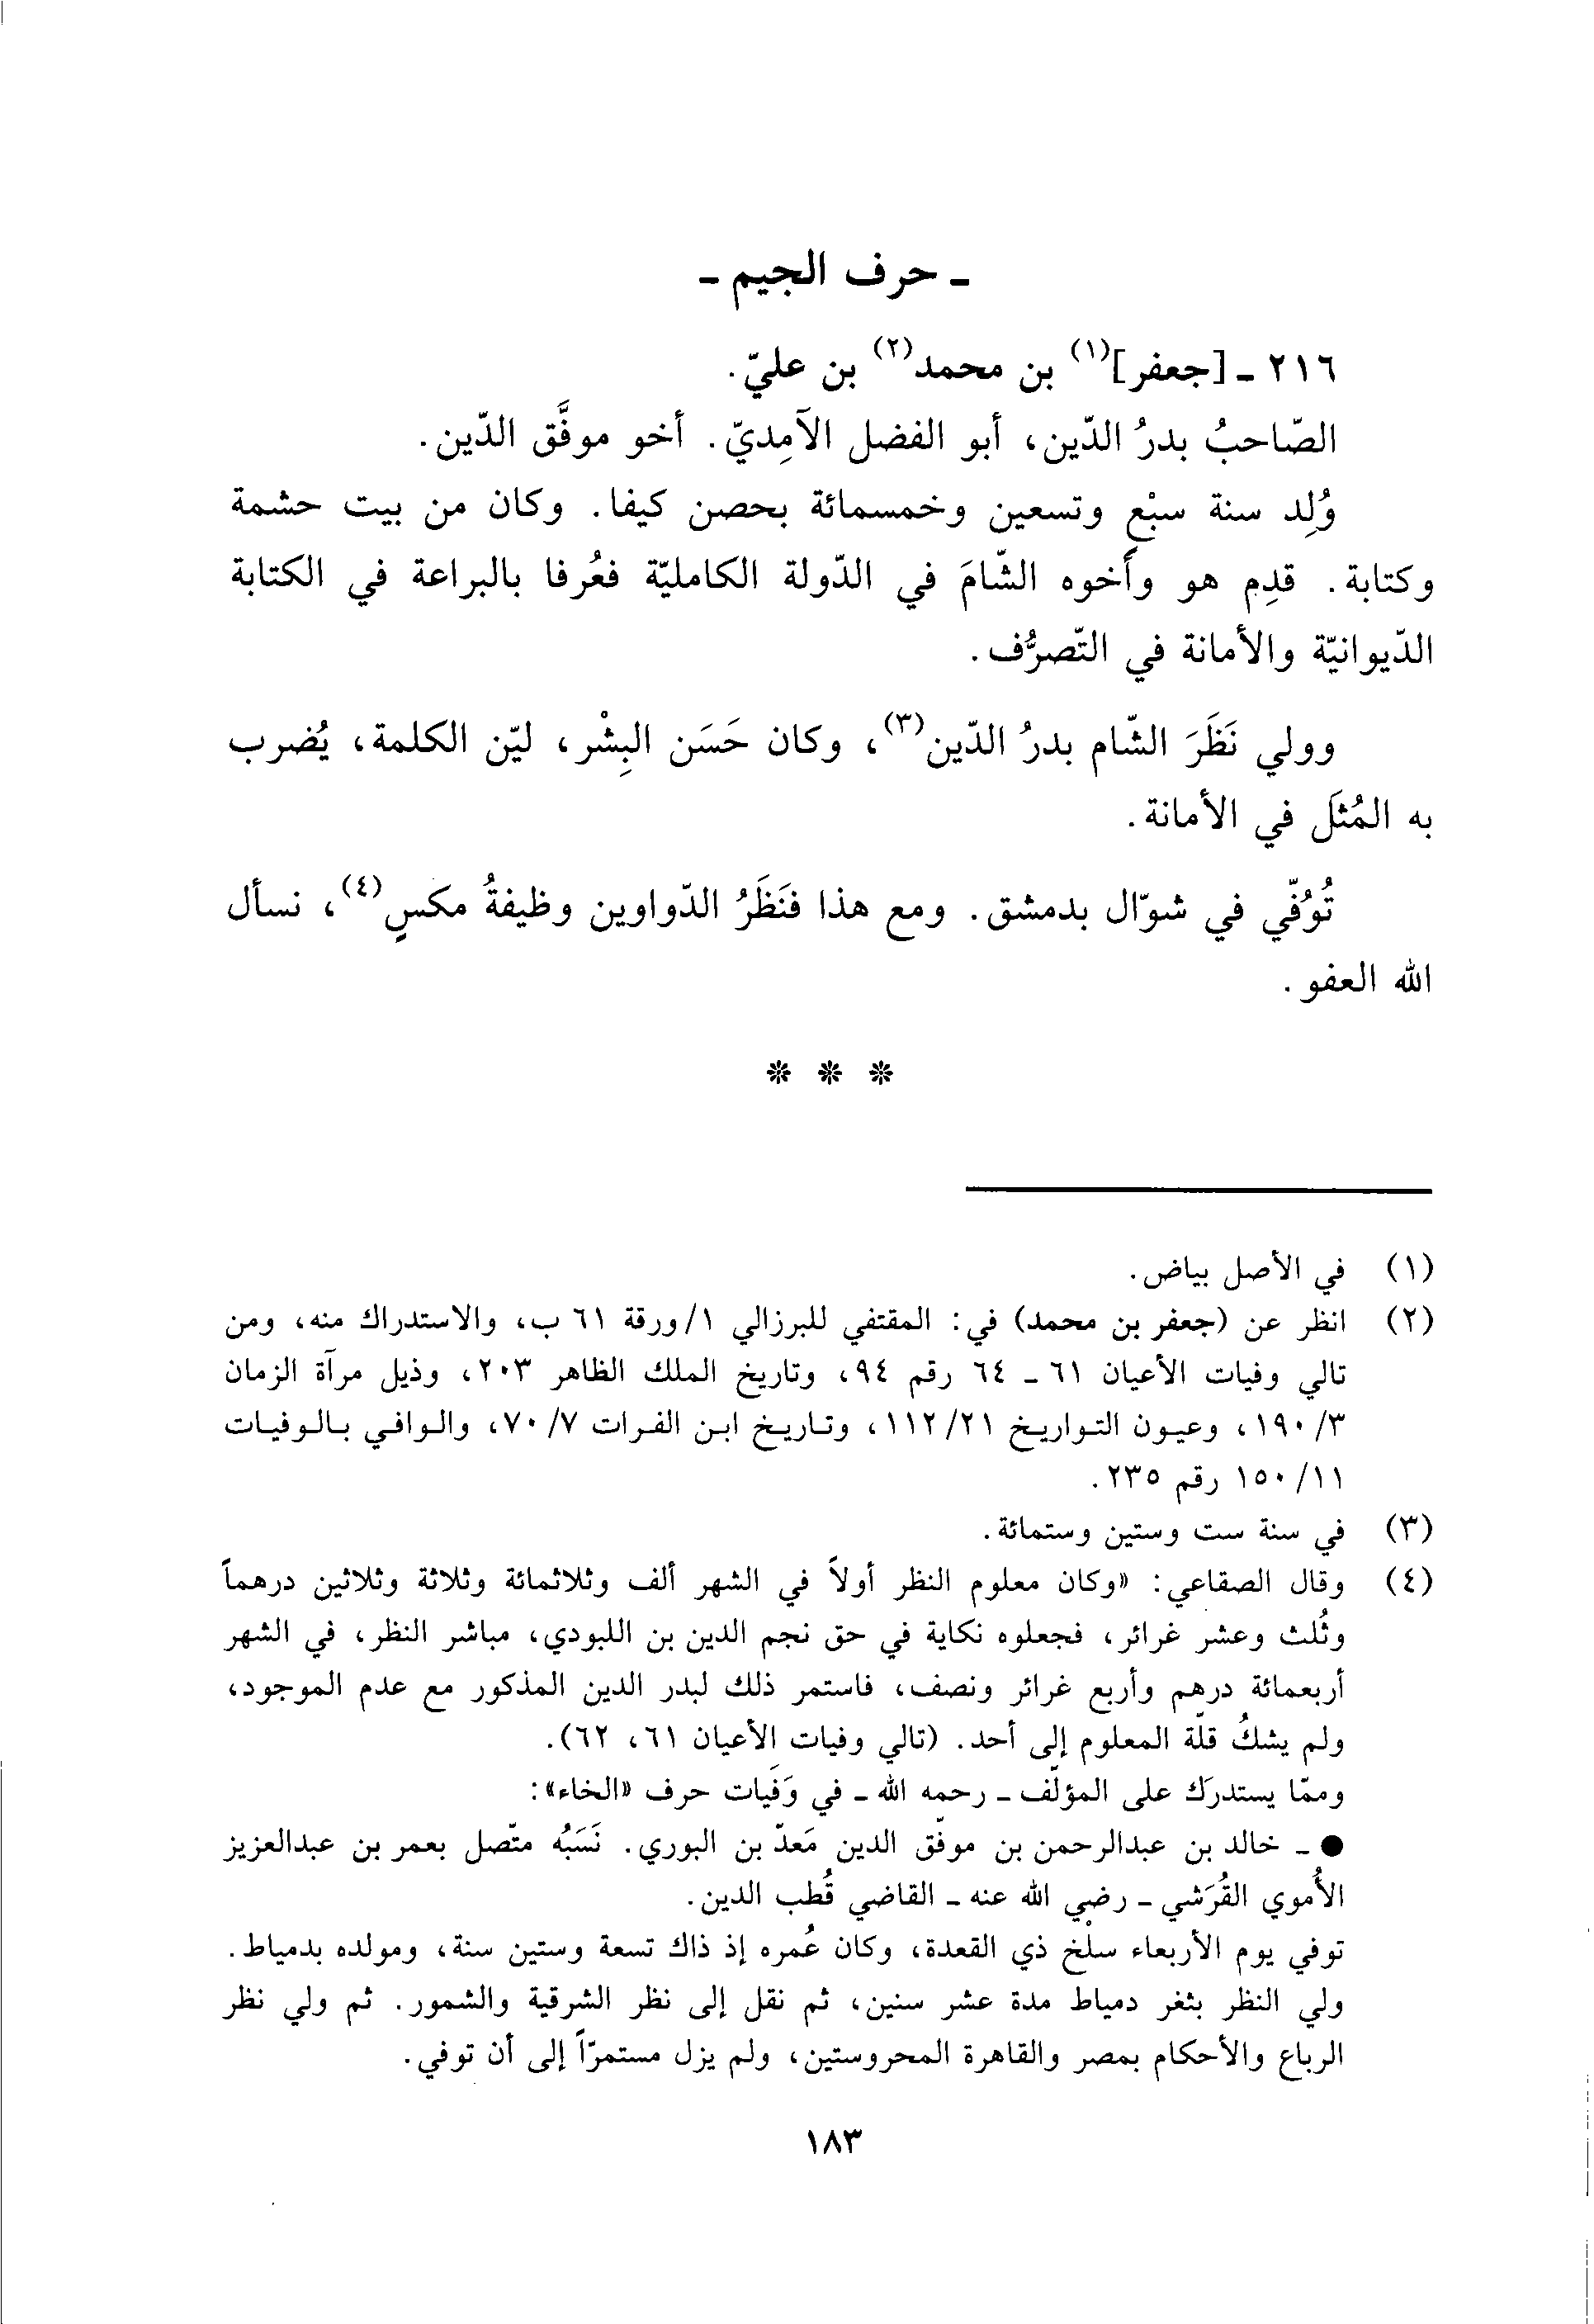 ـ حرف الجيم ـ
٢١٦ ـ [جعفر](١) بن محمد(٢) بن عليّ.
الصّاحبُ بدرُ الدّين، أبو الفضل الآمِديّ. أخو موفَّق الدّين.
وُلِد سنة سبْعٍ وتسعين وخمسمائة بحصن كيفا. وكان من بيت حشمة
وكتابة. قدِم هو وأخوه الشّامَ في الدّولة الكامليّة فعُرفا بالبراعة في الكتابة
الدّيوانيّة والأمانة في التّصرُّف.
وولي نَظَرَ الشّام بدرُ الدّين(٣)، وكان حَسَن البِشْر، ليّن الكلمة، يُضرب
به المُثَل في الأمانة.
تُوُفّي في شوّال بدمشق. ومع هذا فنَظَرُ الدّواوين وظيفةُ مكسٍ(٤)، نسأل
الله العفو.
* * *
(١) في الأصل بياض.
(٢) انظر عن (جعفر بن محمد) في: المقتفي للبرزالي ١/ورقة ٦١ ب، والاستدراك منه، ومن
تالي وفيات الأعيان ٦١ ـ ٦٤ رقم ٩٤، وتاريخ الملك الظاهر ٢٠٣، وذيل مرآة الزمان
٣/ ١٩٠، وعيون التواريخ ٢١/ ١١٢، وتاريخ ابن الفرات ٧/ ٧٠، والوافي بالوفيات
١١/ ١٥٠ رقم ٢٣٥.
(٣) في سنة ست وستين وستمائة.
(٤) وقال الصقاعي: «وكان معلوم النظر أولاً في الشهر ألف وثلاثمائة وثلاثة وثلاثين درهماً
وثُلث وعشر غرائر، فجعلوه نكاية في حق نجم الدين بن اللبودي، مباشر النظر، في الشهر
أربعمائة درهم وأربع غرائر ونصف، فاستمر ذلك لبدر الدين المذكور مع عدم الموجود،
ولم يشكُ قلّة المعلوم إلى أحد. (تالي وفيات الأعيان ٦١، ٦٢).
وممّا يستدرَك على المؤلّف ـ رحمه الله ـ في وَفَيات حرف «الخاء»:
● ـ خالد بن عبدالرحمن بن موفّق الدين مَعدّ بن البوري. نَسَبُه متّصل بعمر بن عبدالعزيز
الأُموي القُرَشي ـ رضي الله عنه ـ القاضي قُطب الدين.
توفي يوم الأربعاء سلْخ ذي القعدة، وكان عُمره إذ ذاك تسعة وستين سنة، ومولده بدمياط.
ولي النظر بثغر دمياط مدة عشر سنين، ثم نقل إلى نظر الشرقية والشمور. ثم ولي نظر
الرباع والأحكام بمصر والقاهرة المحروستين، ولم يزل مستمرّاً إلى أن توفي.
١٨٣